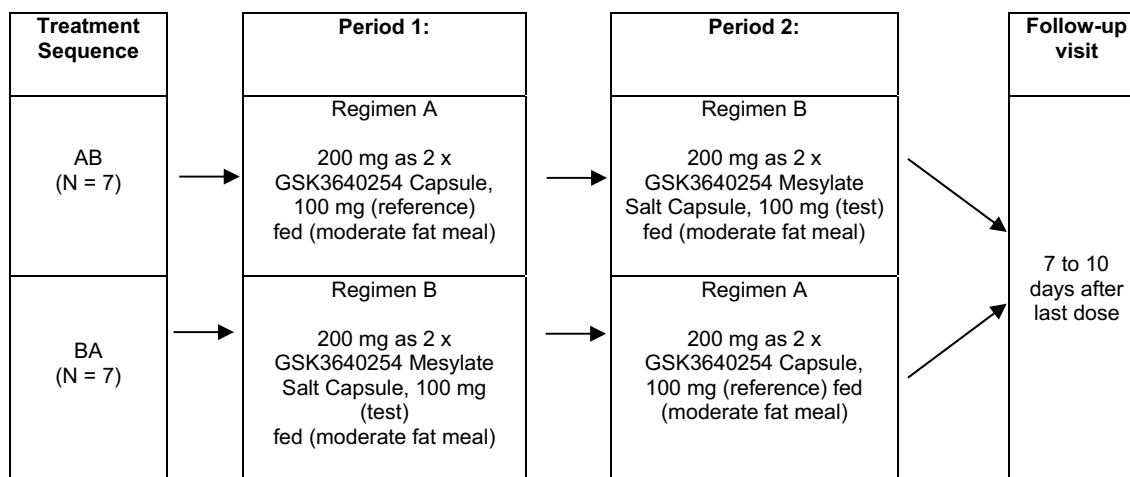 Treatment
Sequence
Period 1:
Period 2:
Follow-up
visit
AB
(N = 7)
Regimen A
200 mg as 2 x
GSK3640254 Capsule,
100 mg (reference)
fed (moderate fat meal)
Regimen B
200 mg as 2 x
GSK3640254 Mesylate
Salt Capsule, 100 mg (test)
fed (moderate fat meal)
BA
(N = 7)
Regimen B
200 mg as 2 x
GSK3640254 Mesylate
Salt Capsule, 100 mg
(test)
fed (moderate fat meal)
Regimen A
200 mg as 2 x
GSK3640254 Capsule,
100 mg (reference) fed
(moderate fat meal)
7 to 10
days after
last dose